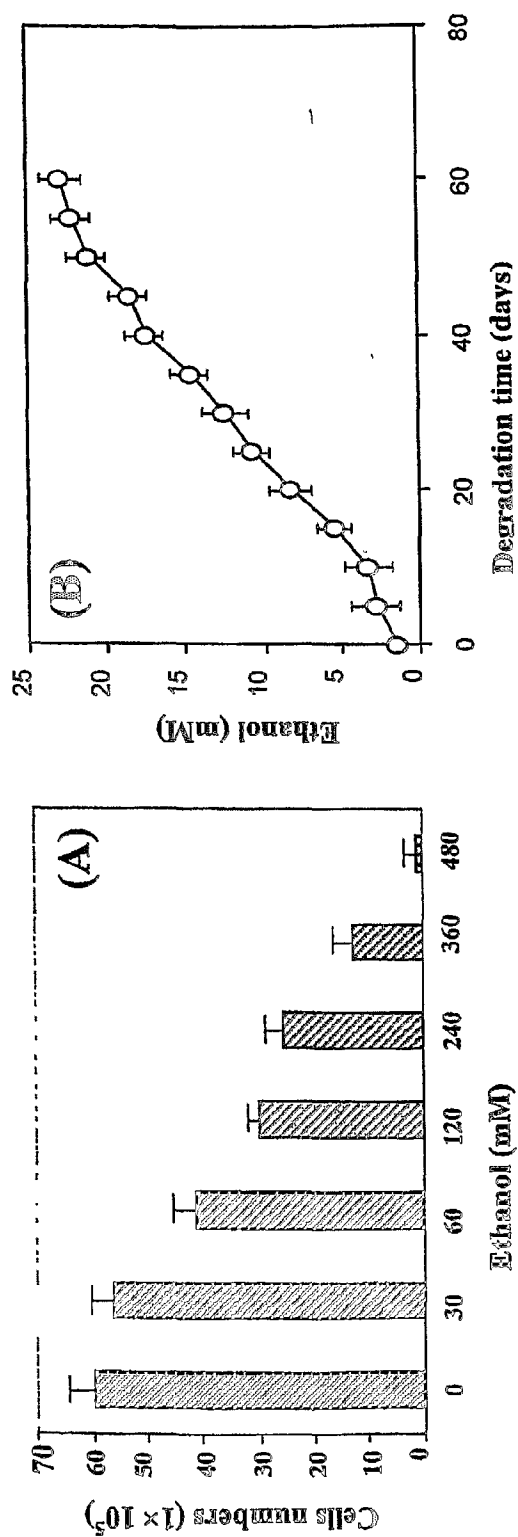 (A)
Cells numbers (1× 10⁵)
70
60
50
40
30
20
10
0
0 30 60 120 240 360 480
Ethanol (mM)
(B)
Ethanol (mM)
25
20
15
10
5
0
0 20 40 60 80
Degradation time (days)